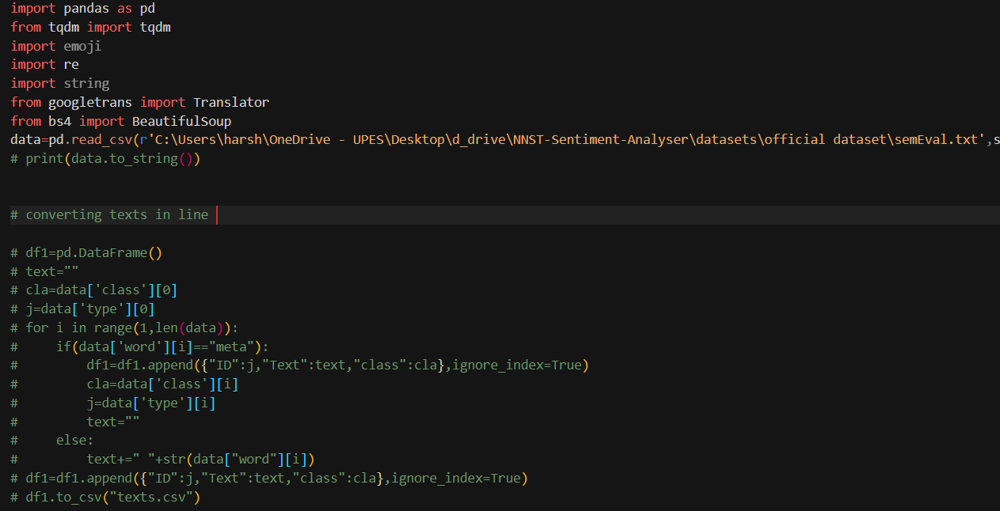 import pandas as pd
from tqdm import tqdm
import emoji
import re
import string
from googletrans import Translator
from bs4 import BeautifulSoup
data=pd.read_csv(r'C:\Users\harsh\OneDrive - UPES\Desktop\d_drive\NNST-Sentiment-Analyser\datasets\official dataset\semEval.txt',s
# print(data.to_string())
# converting texts in line
# df1=pd.DataFrame()
# text=""
# cla=data['class'][0]
# j=data['type'][0]
# for i in range(1,len(data)):
#     if(data['word'][i]=="meta"):
#         df1=df1.append({"ID":j,"Text":text,"class":cla},ignore_index=True)
#         cla=data['class'][i]
#         j=data['type'][i]
#         text=""
#     else:
#         text+=" "+str(data["word"][i])
# df1=df1.append({"ID":j,"Text":text,"class":cla},ignore_index=True)
# df1.to_csv("texts.csv")